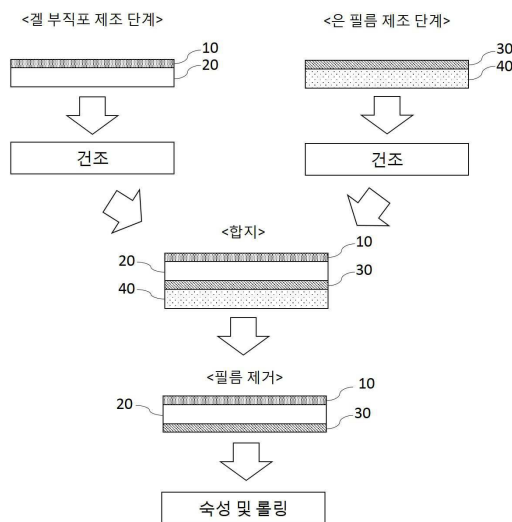 <겔 부직포 제조 단계>
<은 필름 제조 단계>
10
20
30
40
건조
건조
<합지>
10
20
30
40
<필름 제거>
10
20
30
숙성 및 롤링